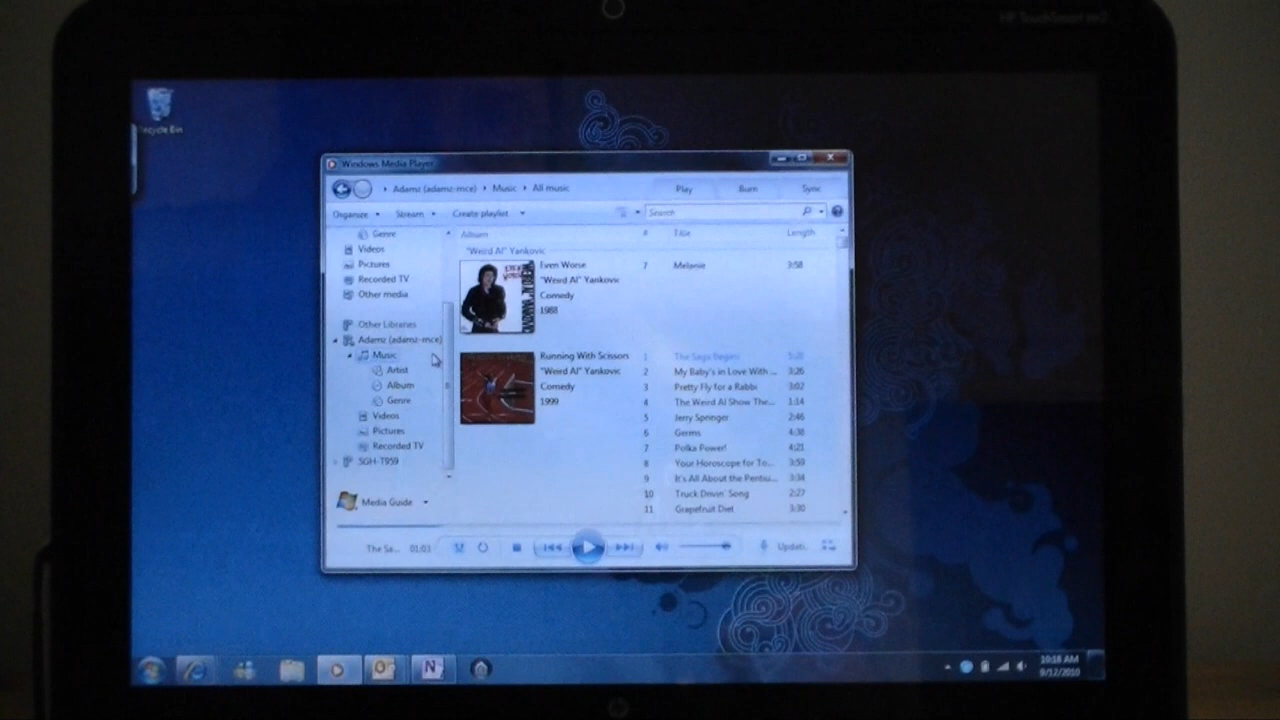 HP TouchSmart tm2
Recycle Bin
Windows Media Player
Adamz (adamz-mce) Music All music
Play Burn Sync
Organize Stream Create playlist
Search
Genre
Videos
Pictures
Recorded TV
Other media
Other Libraries
Adamz (adamz-mce)
Music
Artist
Album
Genre
Videos
Pictures
Recorded TV
SGH-T959
Media Guide
Album # Title Length
"Weird Al" Yankovic
Even Worse 7 Melanie 3:58
"Weird Al" Yankovic
Comedy
1988
Running With Scissors 1 The Saga Begins 5:28
"Weird Al" Yankovic 2 My Baby's in Love With ... 3:26
Comedy 3 Pretty Fly for a Rabbi 3:02
1999 4 The Weird Al Show The... 1:14
5 Jerry Springer 2:46
6 Germs 4:38
7 Polka Power! 4:21
8 Your Horoscope for To... 3:59
9 It's All About the Pentiu... 3:34
10 Truck Drivin' Song 2:27
11 Grapefruit Diet 3:30
The Sa... 01:01 Updati..
10:18 AM
9/12/2010